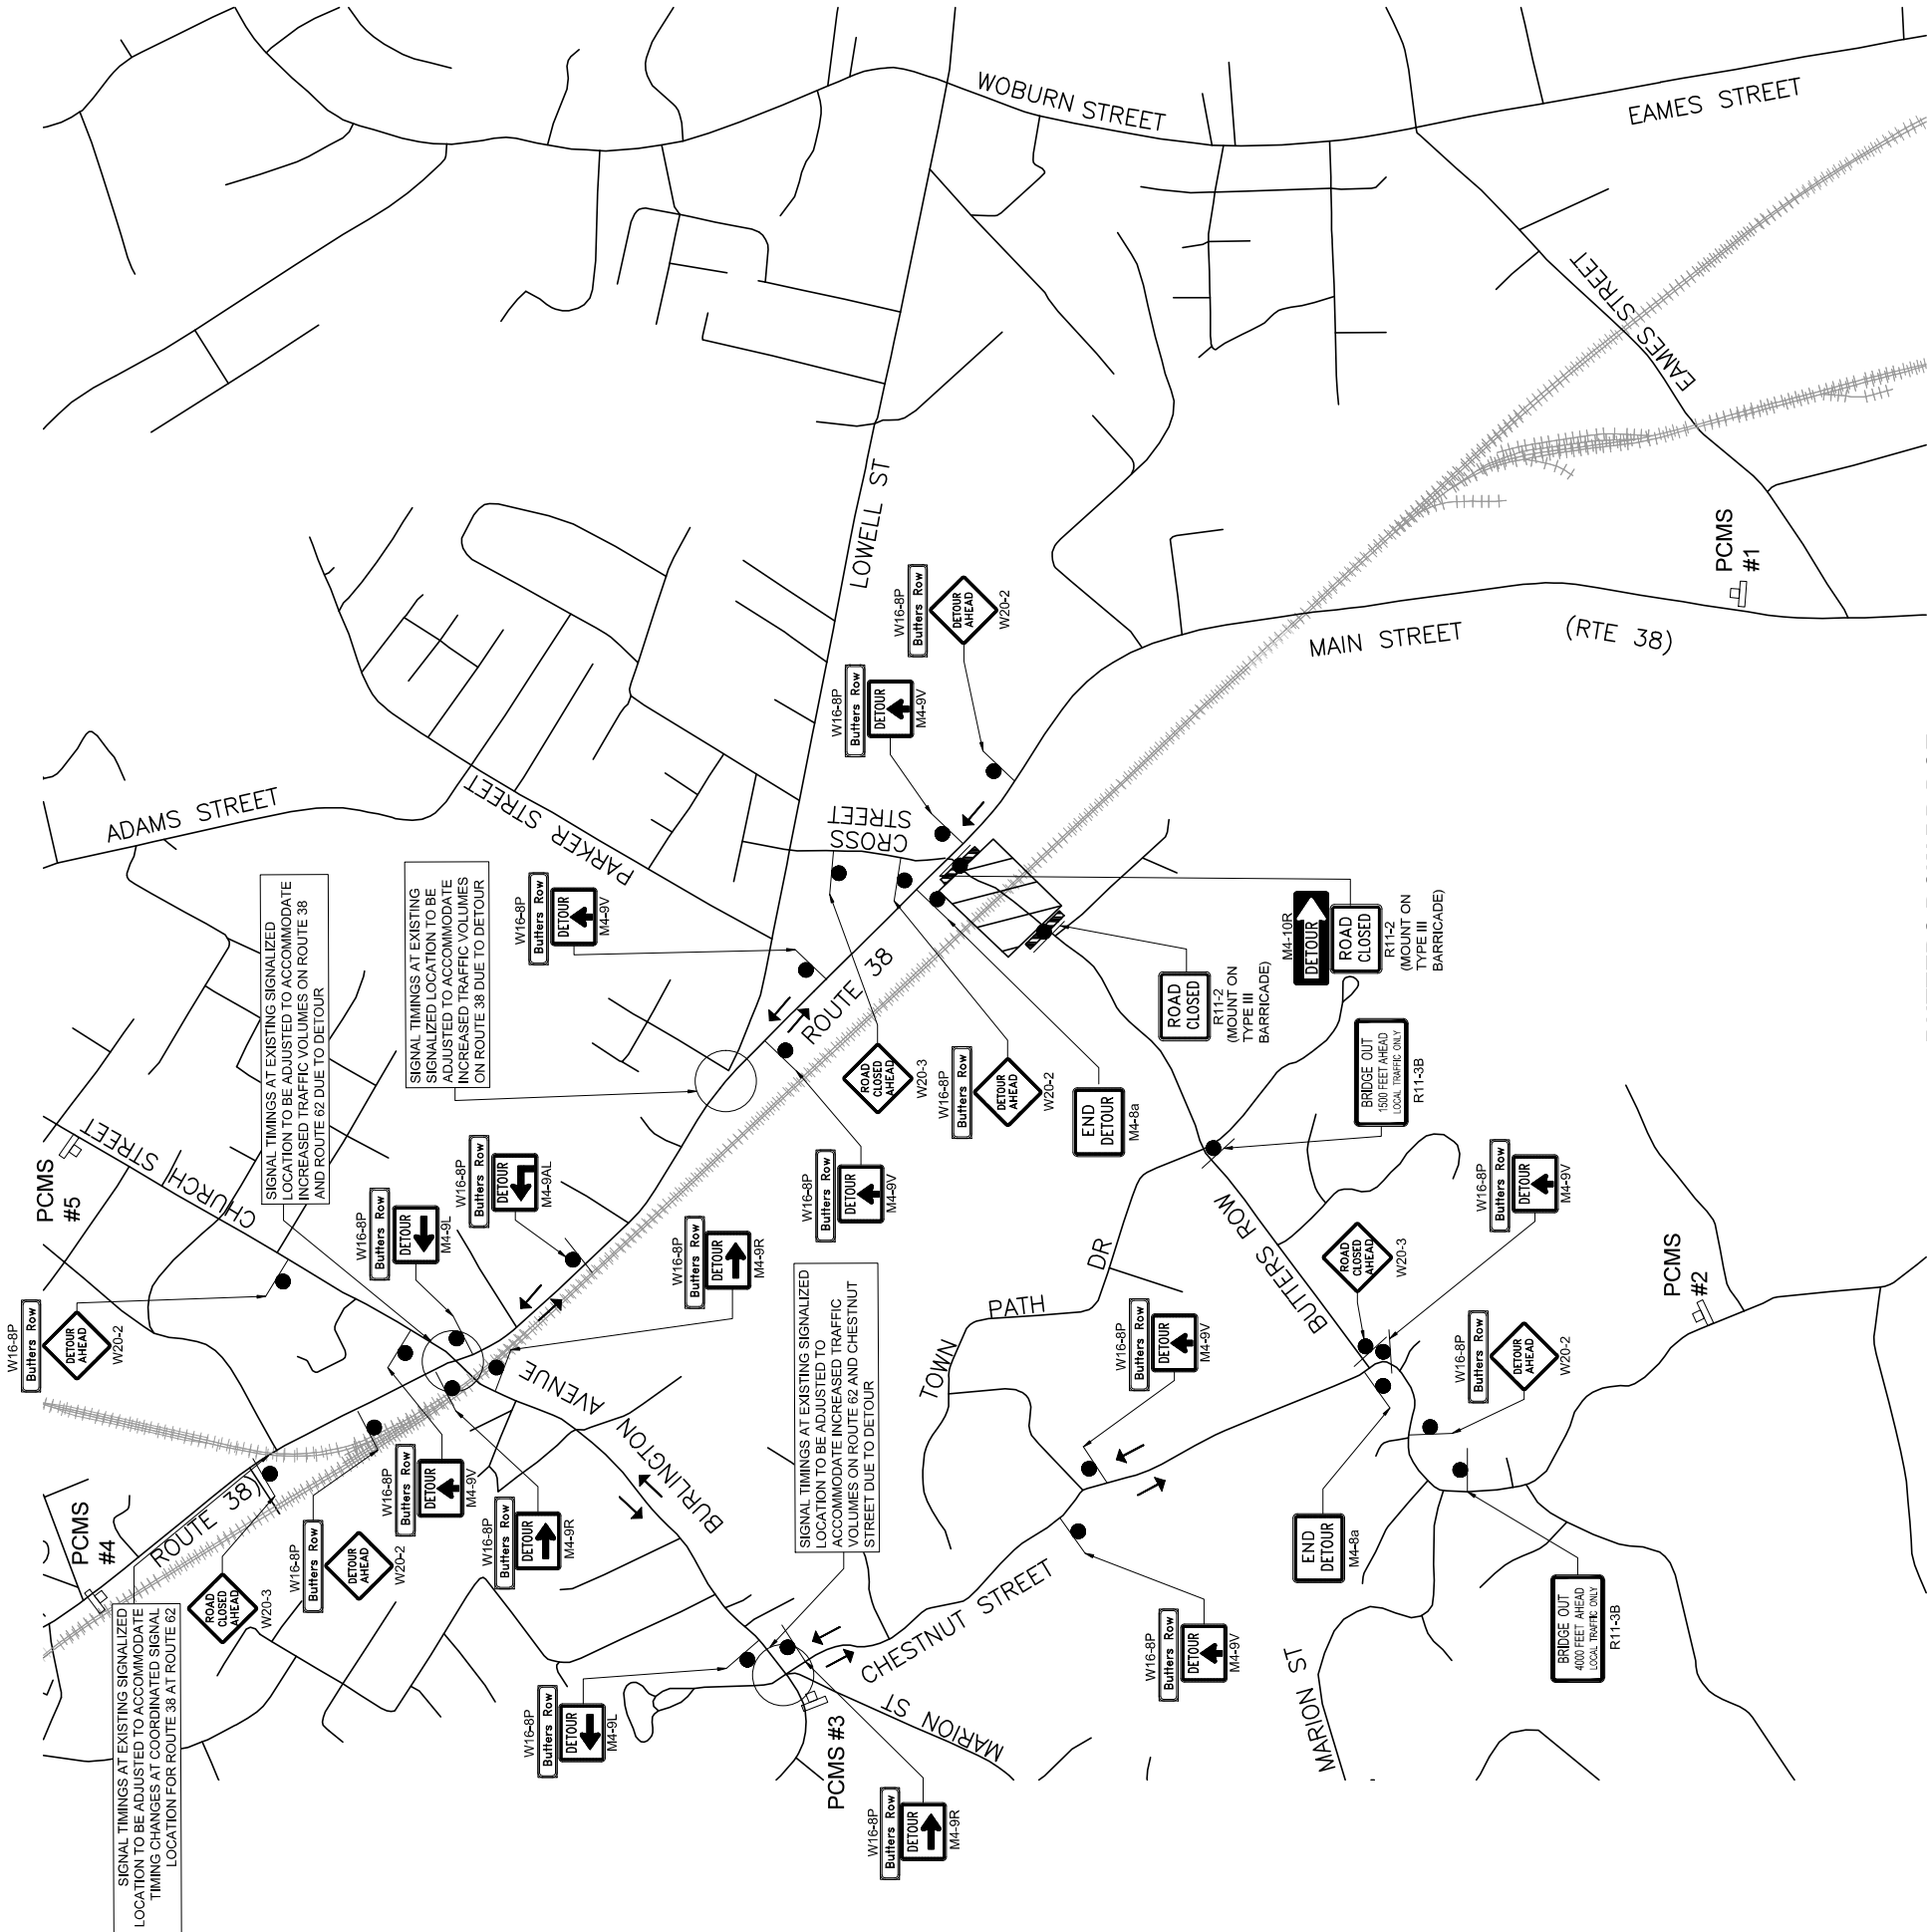 WOBURN STREET
EAMES STREET
EAMES STREET
LOWELL ST
MAIN STREET (RTE 38)
PCMS
#1
W16-8P
Butters Row
DETOUR
AHEAD
W20-2
W16-8P
Butters Row
DETOUR
M4-9V
CROSS
STREET
ADAMS STREET
PARKER STREET
SIGNAL TIMINGS AT EXISTING SIGNALIZED
LOCATION TO BE ADJUSTED TO ACCOMMODATE
INCREASED TRAFFIC VOLUMES ON ROUTE 38
AND ROUTE 62 DUE TO DETOUR
SIGNAL TIMINGS AT EXISTING
SIGNALIZED LOCATION TO BE
ADJUSTED TO ACCOMMODATE
INCREASED TRAFFIC VOLUMES
ON ROUTE 38 DUE TO DETOUR
W16-8P
Butters Row
DETOUR
M4-9V
ROUTE 38
M4-10R
DETOUR
ROAD
CLOSED
R11-2
(MOUNT ON
TYPE III
BARRICADE)
ROAD
CLOSED
R11-2
(MOUNT ON
TYPE III
BARRICADE)
ROAD
CLOSED
AHEAD
W20-3
W16-8P
Butters Row
DETOUR
AHEAD
W20-2
END
DETOUR
M4-8a
BRIDGE OUT
1500 FEET AHEAD
LOCAL TRAFFIC ONLY
R11-3B
CHURCH STREET
PCMS
#5
W16-8P
Butters Row
DETOUR
AHEAD
W20-2
W16-8P
Butters Row
DETOUR
M4-9L
W16-8P
Butters Row
DETOUR
M4-9AL
W16-8P
Butters Row
DETOUR
M4-9R
W16-8P
Butters Row
DETOUR
M4-9V
W16-8P
Butters Row
DETOUR
M4-9V
BUTTERS ROW
ROAD
CLOSED
AHEAD
W20-3
PCMS
#2
TOWN PATH DR
W16-8P
Butters Row
DETOUR
M4-9V
W16-8P
Butters Row
DETOUR
AHEAD
W20-2
SIGNAL TIMINGS AT EXISTING SIGNALIZED
LOCATION TO BE ADJUSTED TO
ACCOMMODATE INCREASED TRAFFIC
VOLUMES ON ROUTE 62 AND CHESTNUT
STREET DUE TO DETOUR
BURLINGTON AVENUE
PCMS
#4
ROUTE 38)
ROAD
CLOSED
AHEAD
W20-3
W16-8P
Butters Row
DETOUR
AHEAD
W20-2
W16-8P
Butters Row
DETOUR
M4-9V
W16-8P
Butters Row
DETOUR
M4-9R
END
DETOUR
M4-8a
BRIDGE OUT
4000 FEET AHEAD
LOCAL TRAFFIC ONLY
R11-3B
CHESTNUT STREET
W16-8P
Butters Row
DETOUR
M4-9V
SIGNAL TIMINGS AT EXISTING SIGNALIZED
LOCATION TO BE ADJUSTED TO ACCOMMODATE
TIMING CHANGES AT COORDINATED SIGNAL
LOCATION FOR ROUTE 38 AT ROUTE 62
W16-8P
Butters Row
DETOUR
M4-9L
PCMS #3
MARION ST
MARION ST
W16-8P
Butters Row
DETOUR
M4-9R